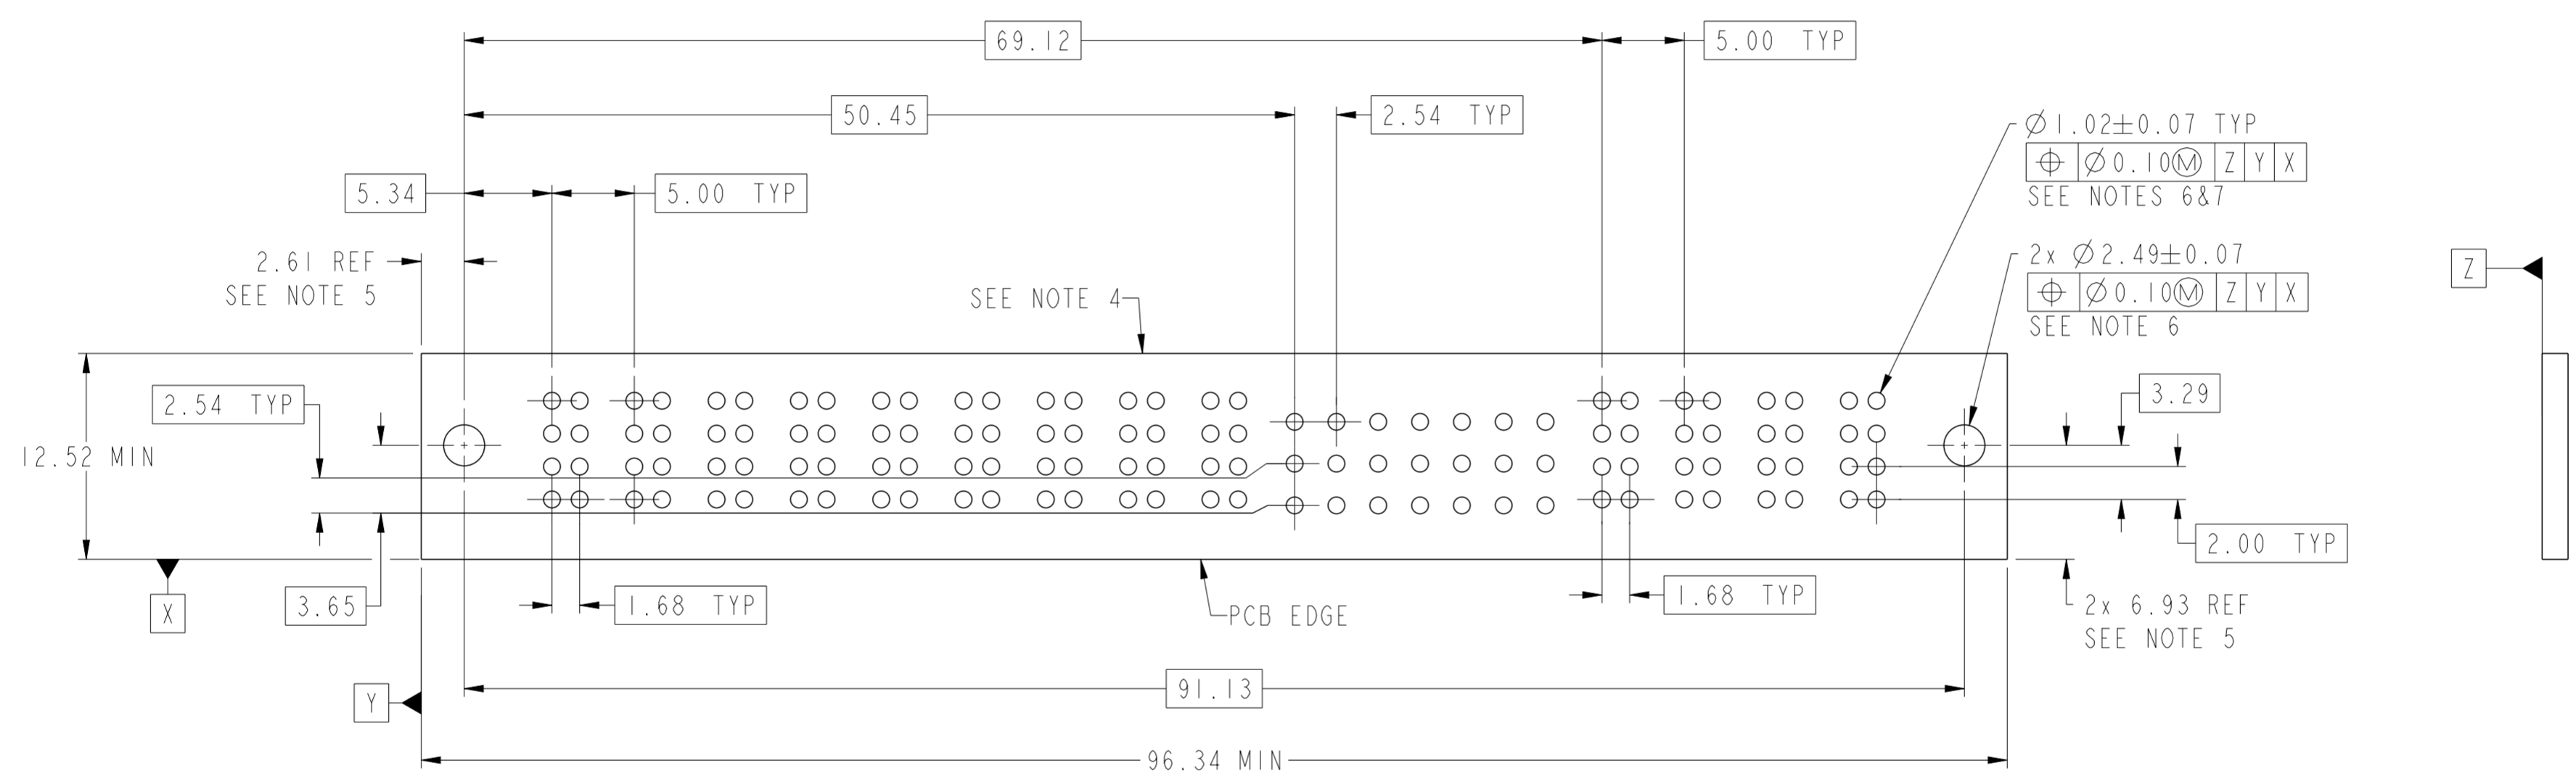 69.12
5.00 TYP
50.45
2.54 TYP
Ø1.02±0.07 TYP
⌖ Ø0.10Ⓜ Z Y X
SEE NOTES 6&7
5.34
5.00 TYP
2.61 REF
SEE NOTE 5
2x Ø2.49±0.07
⌖ Ø0.10Ⓜ Z Y X
SEE NOTE 6
Z
SEE NOTE 4
2.54 TYP
3.29
12.52 MIN
2.00 TYP
X
3.65
1.68 TYP
PCB EDGE
1.68 TYP
2x 6.93 REF
SEE NOTE 5
Y
91.13
96.34 MIN